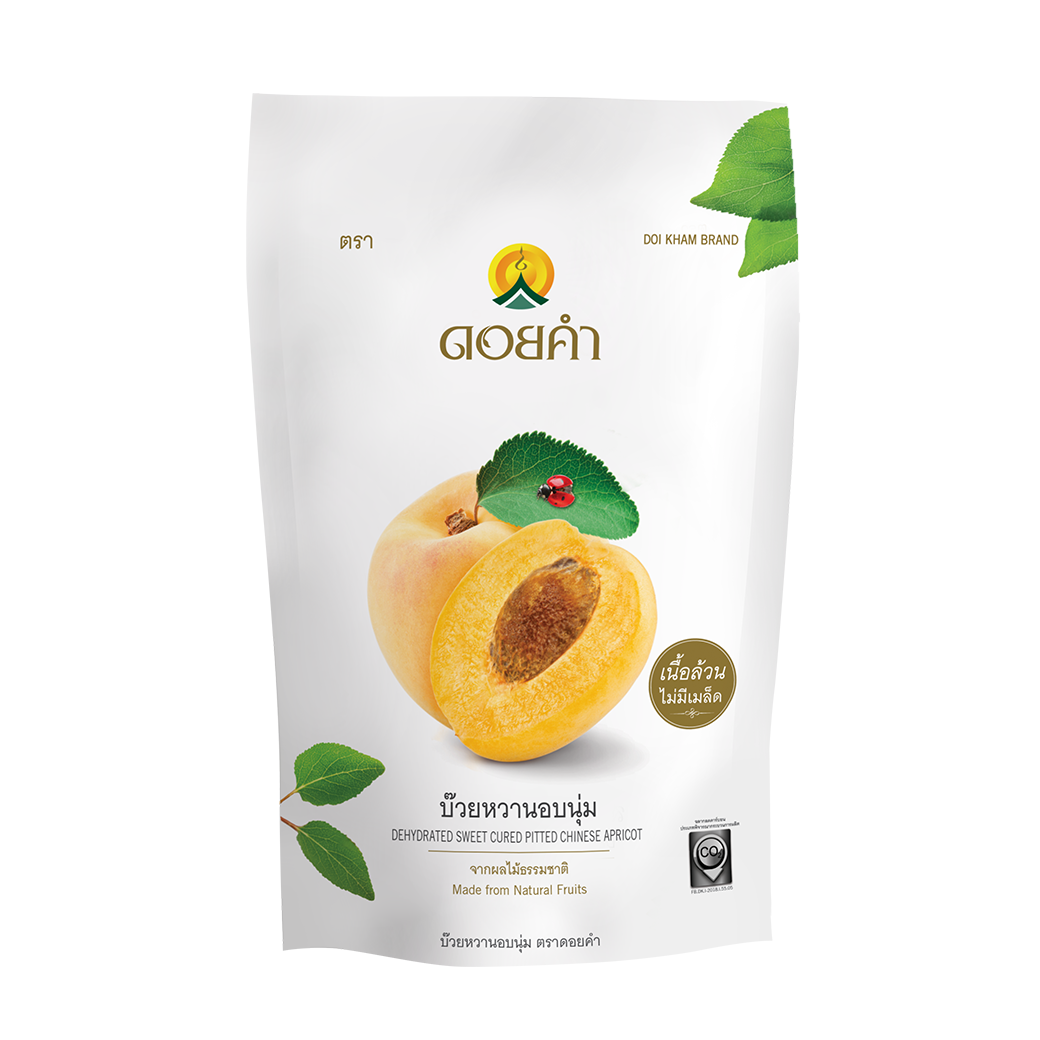 ตรา
DOI KHAM BRAND
ดอยคำ
เนื้อล้วน
ไม่มีเมล็ด
บ๊วยหวานอบนุ่ม
DEHYDRATED SWEET CURED PITTED CHINESE APRICOT
จากผลไม้ธรรมชาติ
Made from Natural Fruits
CO2
บ๊วยหวานอบนุ่ม ตราดอยคำ